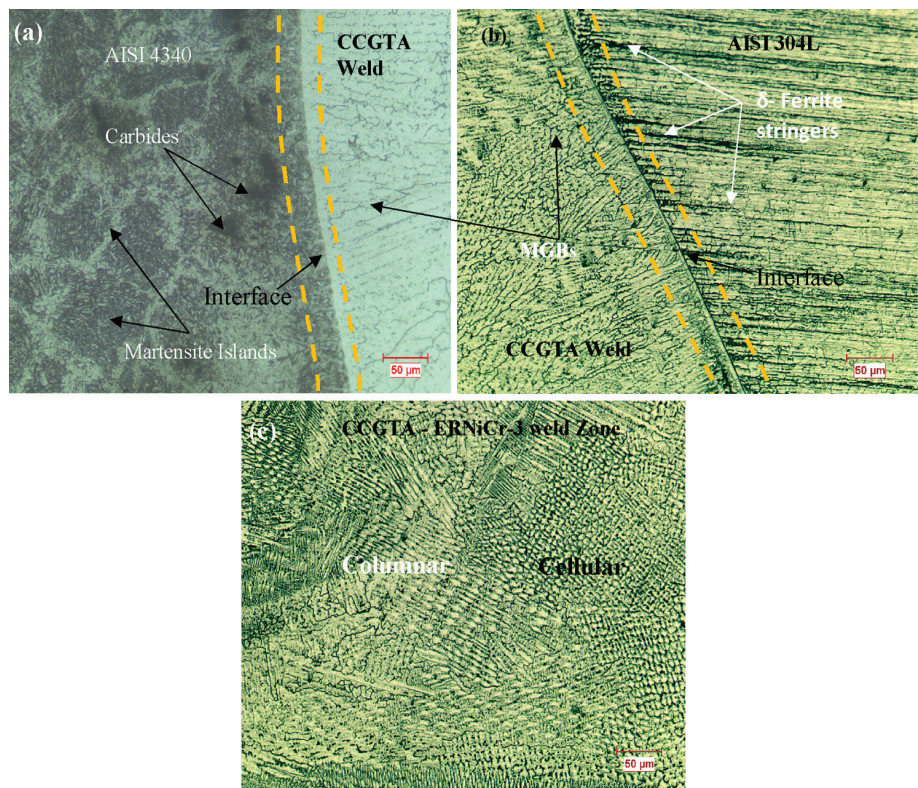 (a)
AISI 4340
CCGTA
Weld
Carbides
Interface
Martensite Islands
50 µm
(b)
AISI 304L
δ- Ferrite
stringers
MGBs
Interface
CCGTA Weld
50 µm
(c)
CCGTA - ERNiCr-3 weld Zone
Columnar
Cellular
50 µm